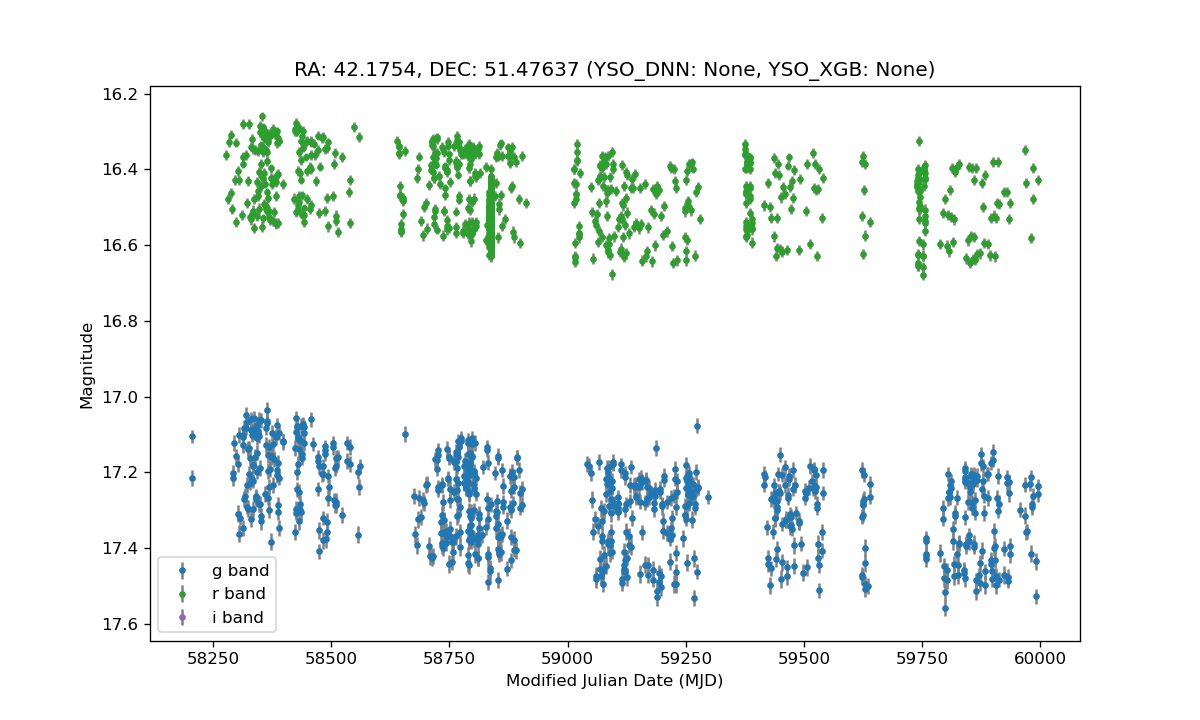 RA: 42.1754, DEC: 51.47637 (YSO_DNN: None, YSO_XGB: None)
16.2
16.4
16.6
16.8
17.0
17.2
17.4
17.6
Magnitude
g band
r band
i band
58250 58500 58750 59000 59250 59500 59750 60000
Modified Julian Date (MJD)